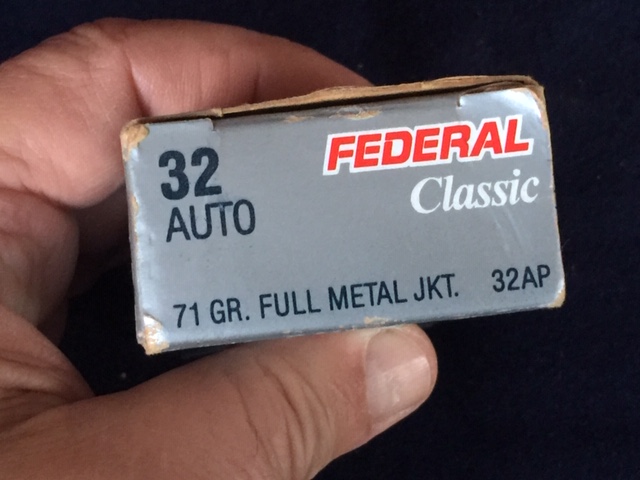 32
AUTO
FEDERAL
Classic
71 GR. FULL METAL JKT. 32AP